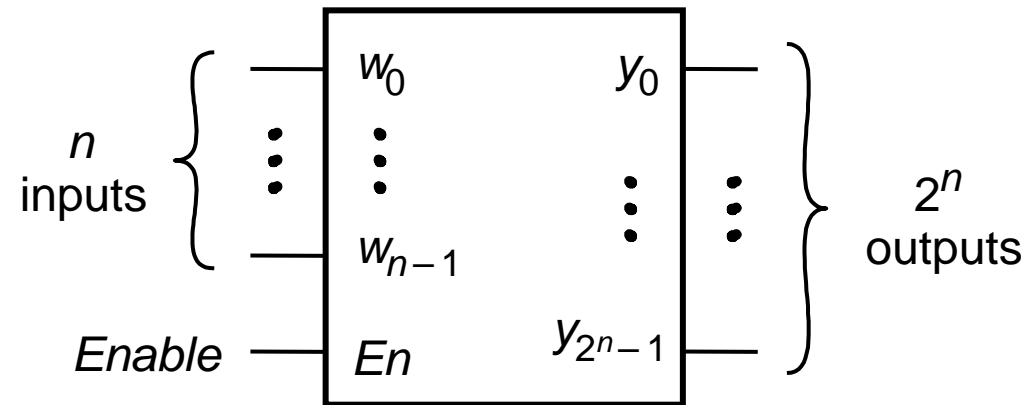 w₀ y₀
n
inputs
2ⁿ
outputs
wₙ₋₁
Enable En y₂ⁿ₋₁